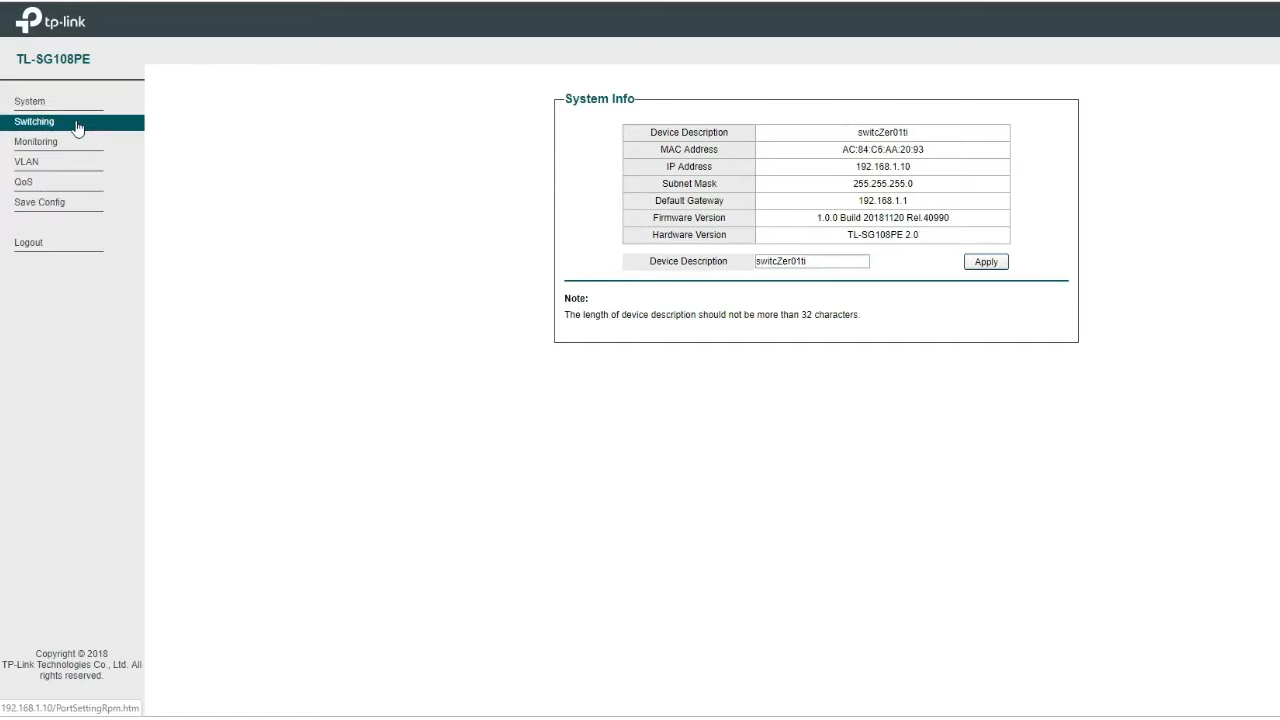 tp-link
TL-SG108PE
System
Switching
Monitoring
VLAN
QoS
Save Config
Logout
System Info
Device Description switcZer01ti
MAC Address AC:84:C6:AA:20:93
IP Address 192.168.1.10
Subnet Mask 255.255.255.0
Default Gateway 192.168.1.1
Firmware Version 1.0.0 Build 20181120 Rel.40990
Hardware Version TL-SG108PE 2.0
Device Description switcZer01ti Apply
Note:
The length of device description should not be more than 32 characters.
Copyright © 2018
TP-Link Technologies Co., Ltd. All
rights reserved.
192.168.1.10/PortSettingRpm.htm